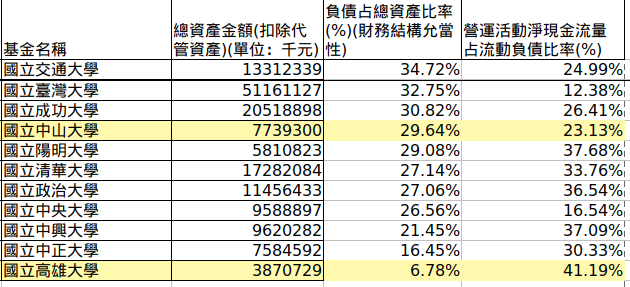 基金名稱 總資產金額(扣除代管資產)(單位：千元) 負債占總資產比率(%)(財務結構允當性) 營運活動淨現金流量占流動負債比率(%)
國立交通大學 13312339 34.72% 24.99%
國立臺灣大學 51161127 32.75% 12.38%
國立成功大學 20518898 30.82% 26.41%
國立中山大學 7739300 29.64% 23.13%
國立陽明大學 5810823 29.08% 37.68%
國立清華大學 17282084 27.14% 33.76%
國立政治大學 11456433 27.06% 36.54%
國立中央大學 9588897 26.56% 16.54%
國立中興大學 9620282 21.45% 37.09%
國立中正大學 7584592 16.45% 30.33%
國立高雄大學 3870729 6.78% 41.19%